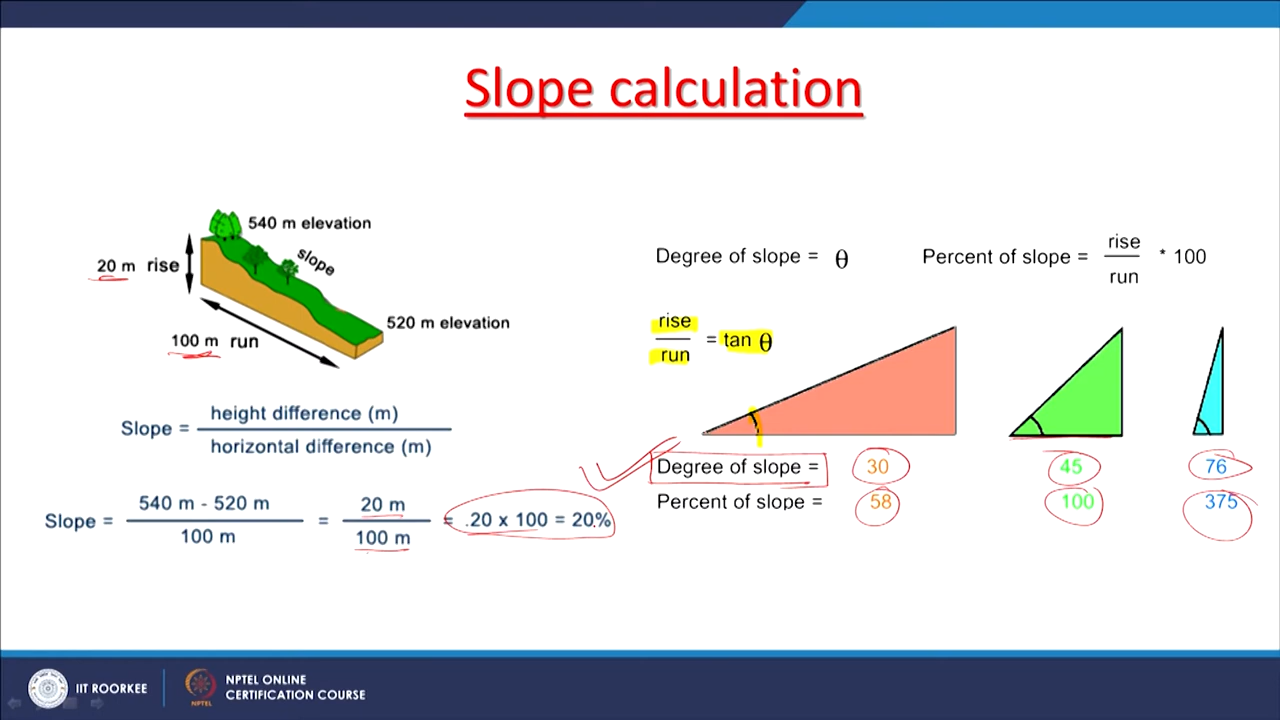 Slope calculation
540 m elevation
slope
20 m rise
520 m elevation
100 m run
Slope = height difference (m)
horizontal difference (m)
Slope = 540 m - 520 m
100 m
= 20 m
100 m
= .20 x 100 = 20%
Degree of slope = θ
Percent of slope = rise
run
* 100
rise
run
= tan θ
Degree of slope = 30 45 76
Percent of slope = 58 100 375
IIT ROORKEE
NPTEL
NPTEL ONLINE
CERTIFICATION COURSE